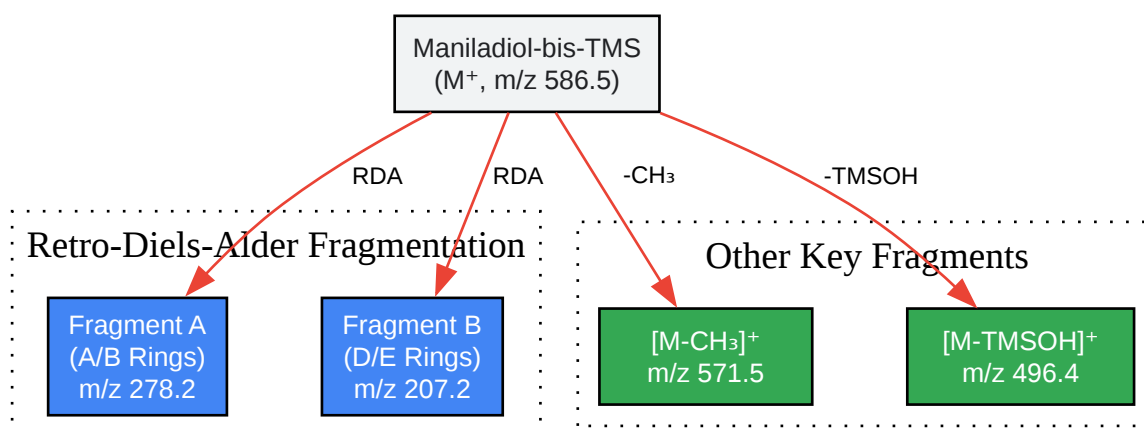 Maniladiol-bis-TMS
(M⁺, m/z 586.5)
RDA
RDA
-CH₃
-TMSOH
Retro-Diels-Alder Fragmentation
Other Key Fragments
Fragment A
(A/B Rings)
m/z 278.2
Fragment B
(D/E Rings)
m/z 207.2
[M-CH₃]⁺
m/z 571.5
[M-TMSOH]⁺
m/z 496.4